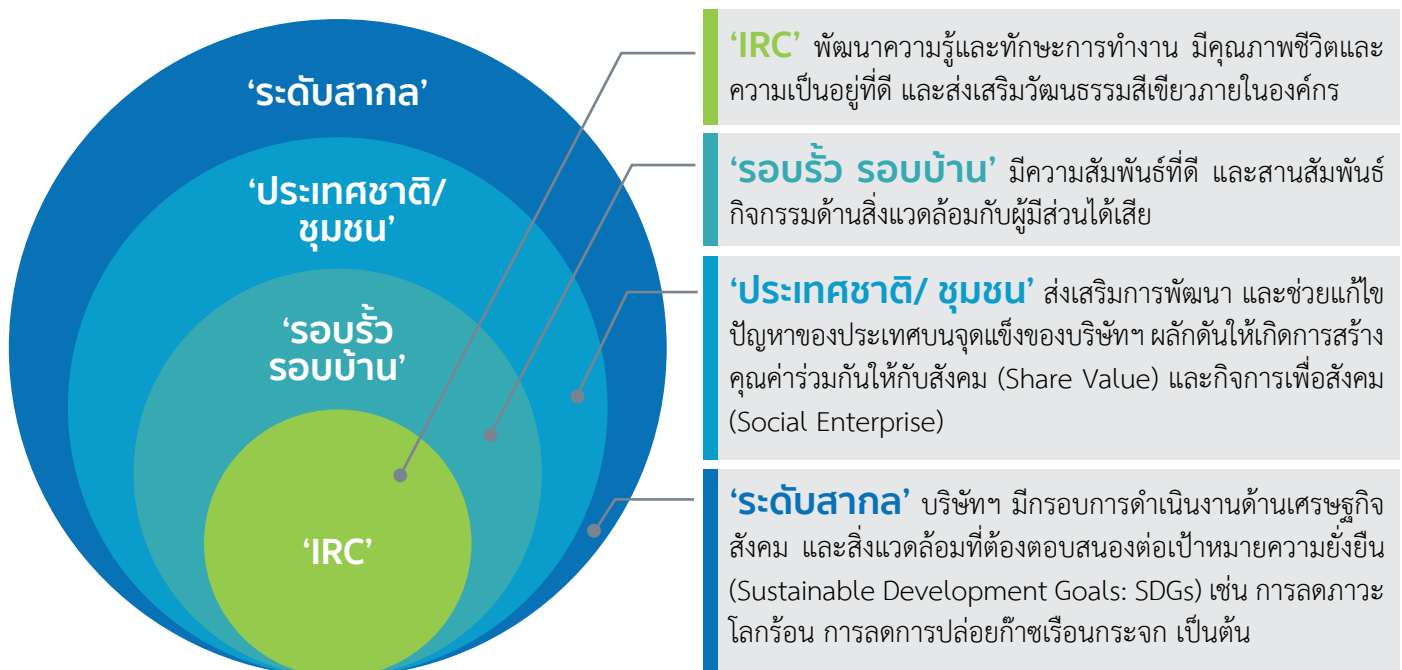 ‘ระดับสากล’
‘ประเทศชาติ/
ชุมชน’
‘รอบรั้ว
รอบบ้าน’
‘IRC’
‘IRC’ พัฒนาความรู้และทักษะการทำงาน มีคุณภาพชีวิตและ
ความเป็นอยู่ที่ดี และส่งเสริมวัฒนธรรมสีเขียวภายในองค์กร
‘รอบรั้ว รอบบ้าน’ มีความสัมพันธ์ที่ดี และสานสัมพันธ์
กิจกรรมด้านสิ่งแวดล้อมกับผู้มีส่วนได้เสีย
‘ประเทศชาติ/ ชุมชน’ ส่งเสริมการพัฒนา และช่วยแก้ไข
ปัญหาของประเทศบนจุดแข็งของบริษัทฯ ผลักดันให้เกิดการสร้าง
คุณค่าร่วมกันให้กับสังคม (Share Value) และกิจการเพื่อสังคม
(Social Enterprise)
‘ระดับสากล’ บริษัทฯ มีกรอบการดำเนินงานด้านเศรษฐกิจ
สังคม และสิ่งแวดล้อมที่ต้องตอบสนองต่อเป้าหมายความยั่งยืน
(Sustainable Development Goals: SDGs) เช่น การลดภาวะ
โลกร้อน การลดการปล่อยก๊าซเรือนกระจก เป็นต้น